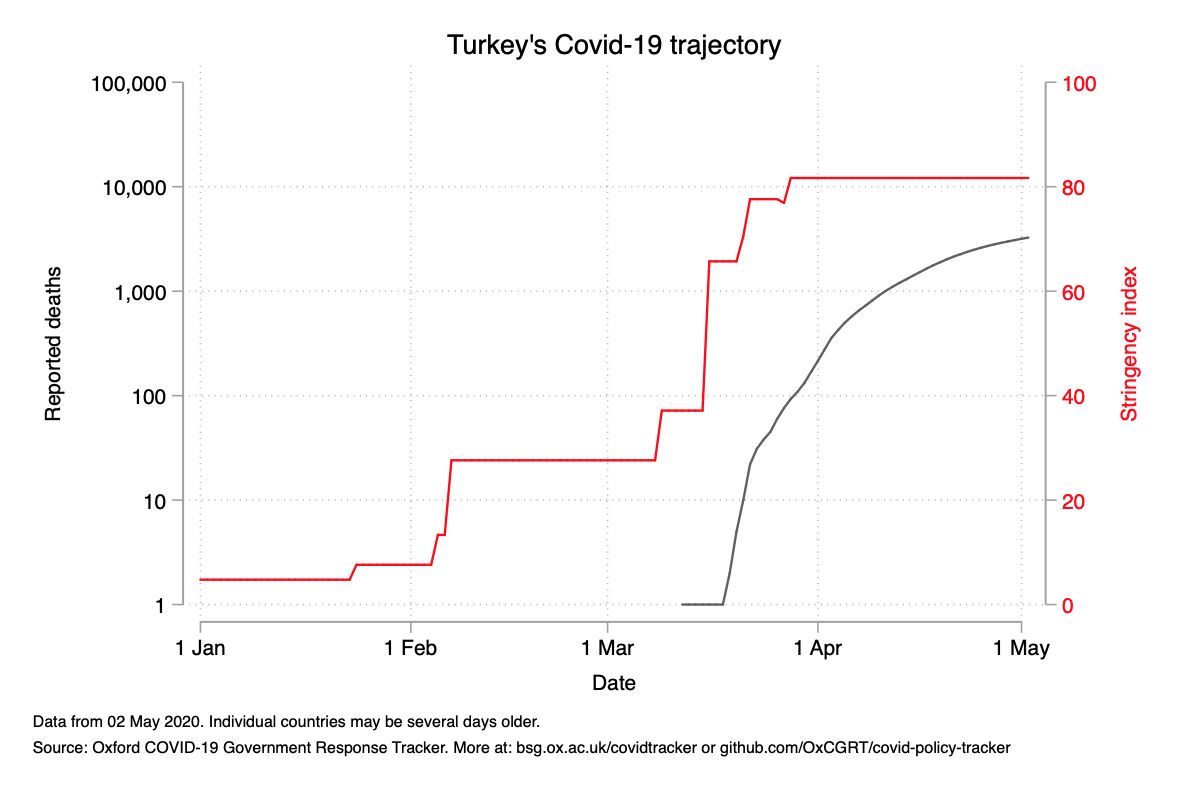 Turkey's Covid-19 trajectory
100,000
10,000
1,000
100
10
1
Reported deaths
100
80
60
40
20
0
Stringency index
1 Jan
1 Feb
1 Mar
1 Apr
1 May
Date
Data from 02 May 2020. Individual countries may be several days older.
Source: Oxford COVID-19 Government Response Tracker. More at: bsg.ox.ac.uk/covidtracker or github.com/OxCGRT/covid-policy-tracker